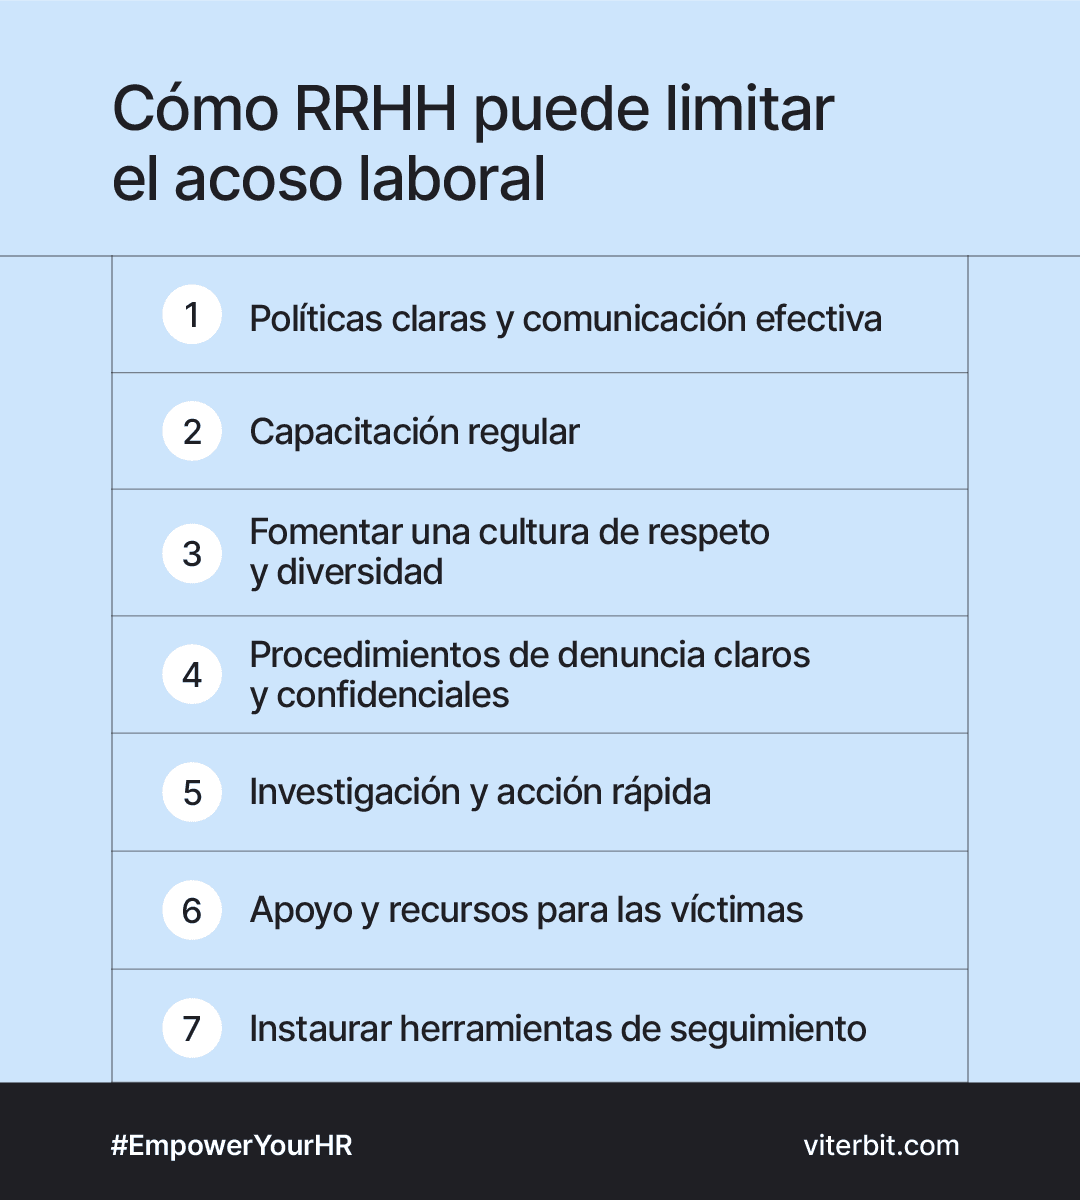 Cómo RRHH puede limitar
el acoso laboral
1 Políticas claras y comunicación efectiva
2 Capacitación regular
3 Fomentar una cultura de respeto
y diversidad
4 Procedimientos de denuncia claros
y confidenciales
5 Investigación y acción rápida
6 Apoyo y recursos para las víctimas
7 Instaurar herramientas de seguimiento
#EmpowerYourHR viterbit.com